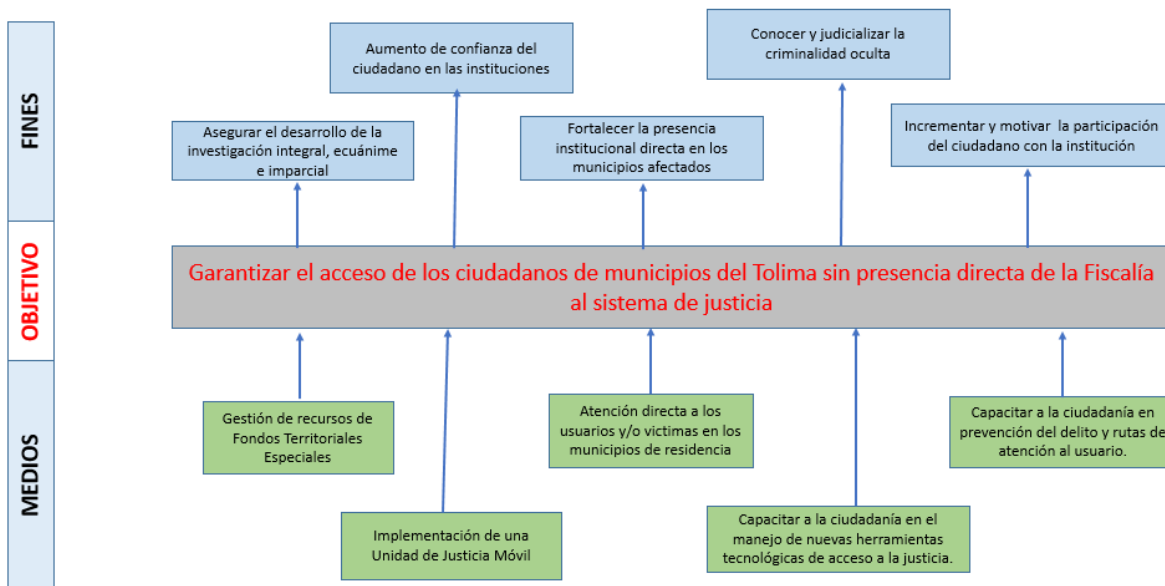 FINES
Aumento de confianza del
ciudadano en las instituciones
Conocer y judicializar la
criminalidad oculta
Asegurar el desarrollo de la
investigación integral, ecuánime
e imparcial
Fortalecer la presencia
institucional directa en los
municipios afectados
Incrementar y motivar la participación
del ciudadano con la institución
OBJETIVO
Garantizar el acceso de los ciudadanos de municipios del Tolima sin presencia directa de la Fiscalía
al sistema de justicia
MEDIOS
Gestión de recursos de
Fondos Territoriales
Especiales
Atención directa a los
usuarios y/o victimas en los
municipios de residencia
Capacitar a la ciudadanía en
prevención del delito y rutas de
atención al usuario.
Implementación de una
Unidad de Justicia Móvil
Capacitar a la ciudadanía en el
manejo de nuevas herramientas
tecnológicas de acceso a la justicia.